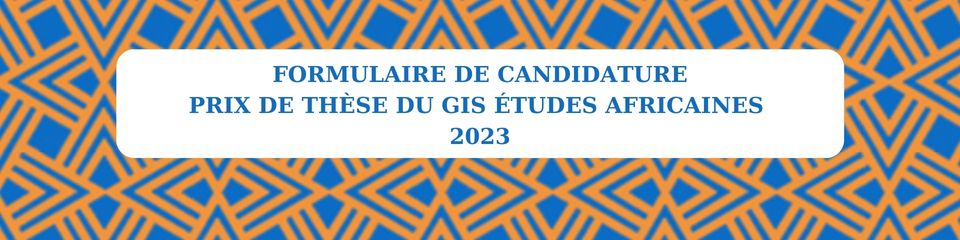 FORMULAIRE DE CANDIDATURE
PRIX DE THÈSE DU GIS ÉTUDES AFRICAINES
2023